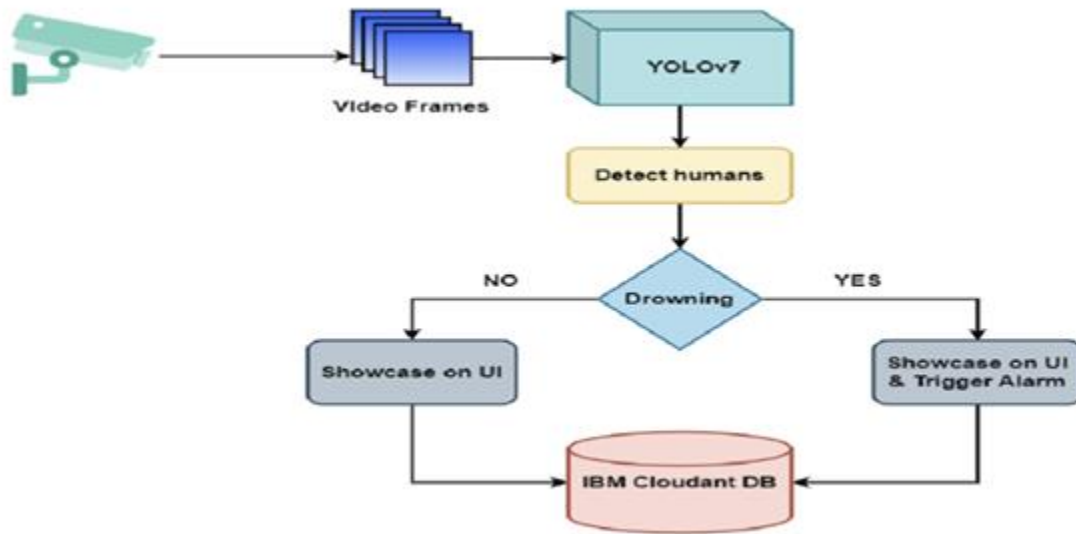 YOLOv7
Video Frames
Detect humans
NO
YES
Drowning
Showcase on UI
Showcase on UI
& Trigger Alarm
IBM Cloudant DB